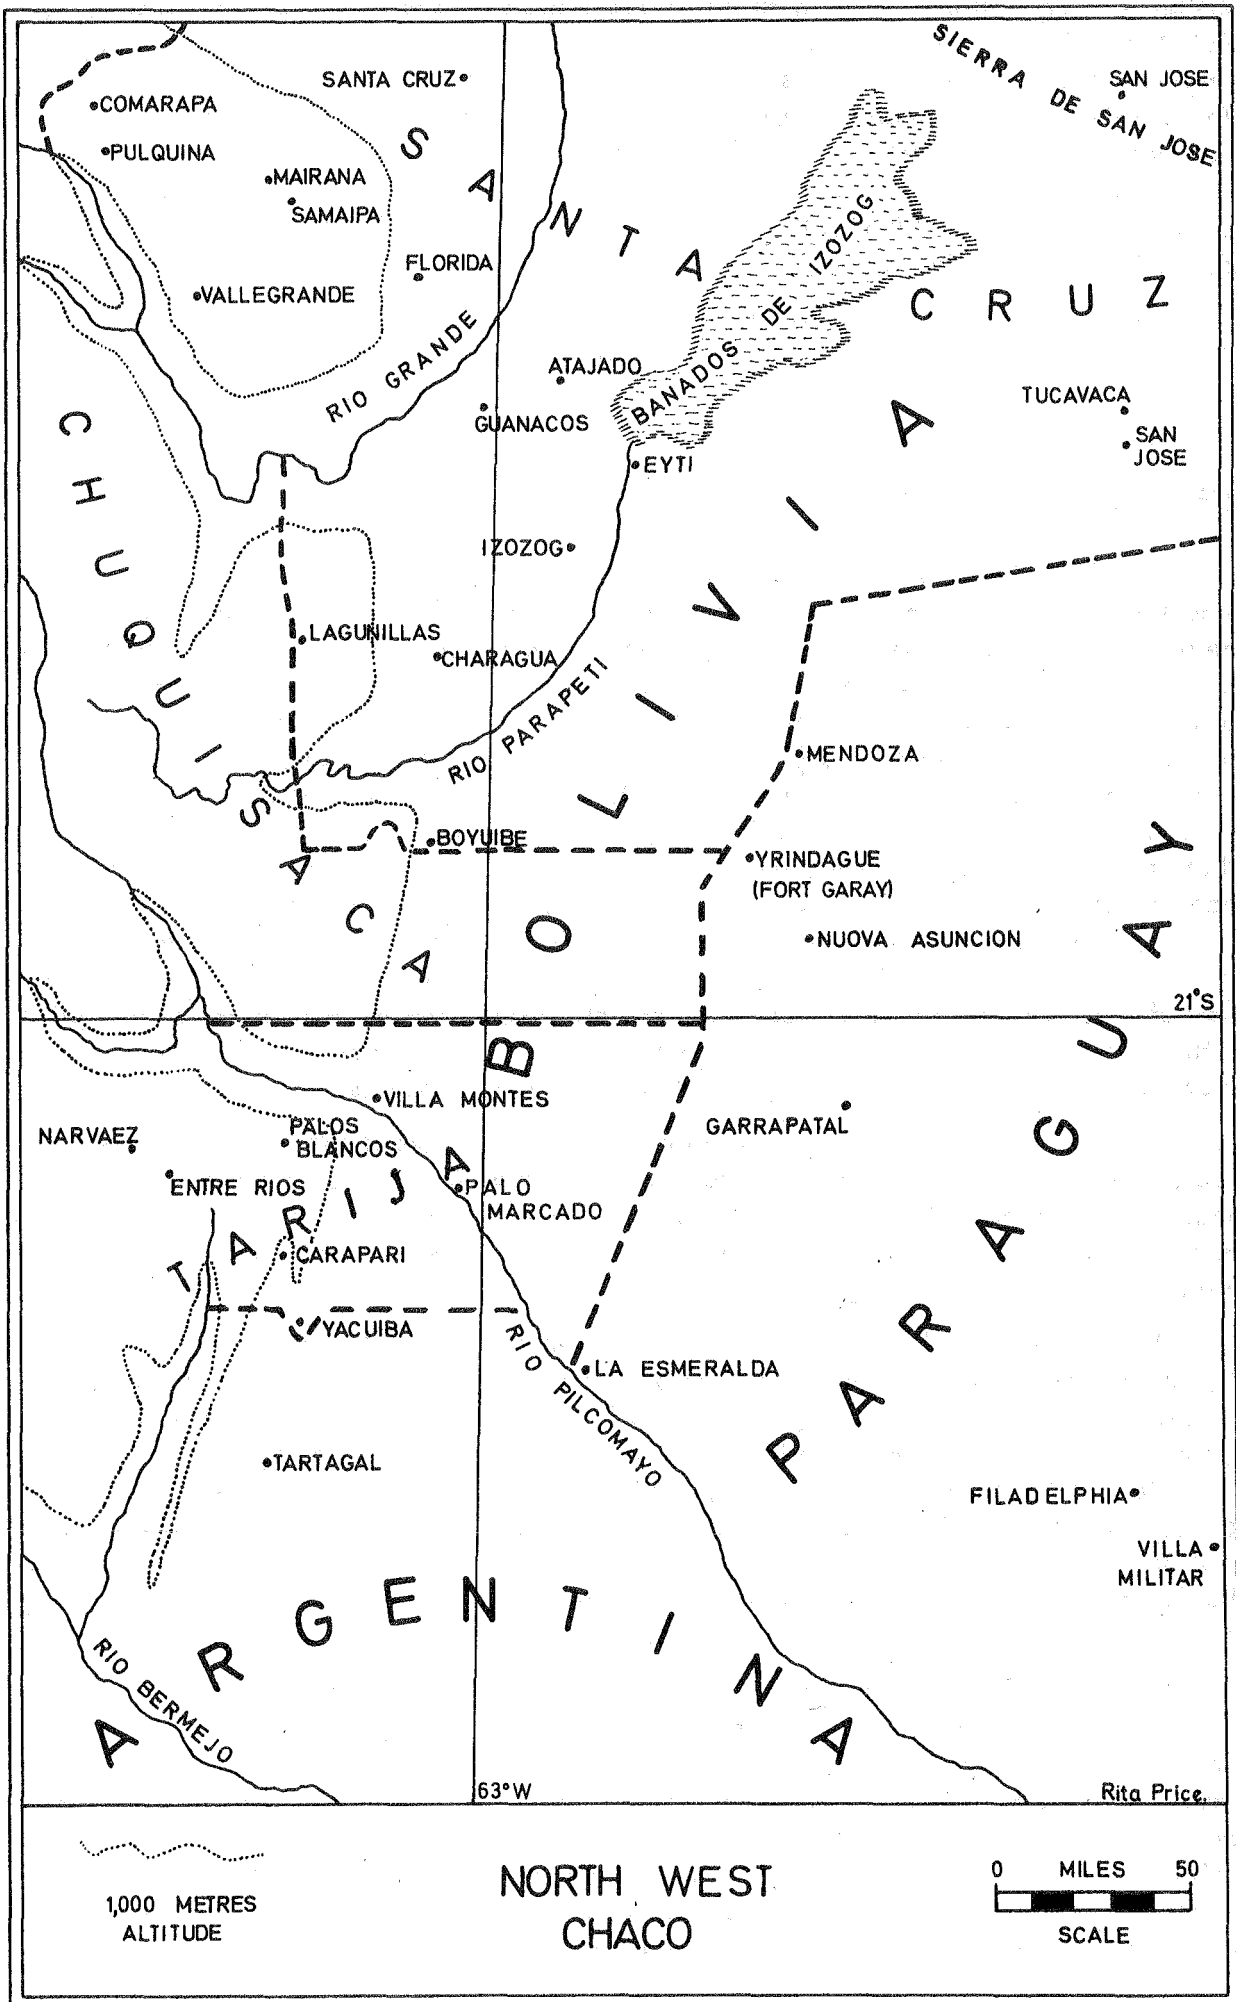 SIERRA DE SAN JOSE
SANTA CRUZ
SAN JOSE
COMARAPA
PULQUINA
MAIRANA
SAMAIPA
SANTA CRUZ
FLORIDA
VALLEGRANDE
RIO GRANDE
BANADOS DE IZOZOG
ATAJADO
GUANACOS
TUCAVACA
SAN
JOSE
EYTI
CHUQUISACA
IZOZOG
BOLIVIA
LAGUNILLAS
CHARAGUA
RIO PARAPETI
MENDOZA
BOYUIBE
YRINDAGUE
(FORT GARAY)
NUOVA ASUNCION
21°S
PARAGUAY
VILLA MONTES
GARRAPATAL
NARVAEZ
PALOS
BLANCOS
ENTRE RIOS
PALO
MARCADO
TARIJA
CARAPARI
YACUIBA
RIO PILCOMAYO
LA ESMERALDA
TARTAGAL
FILADELPHIA
VILLA
MILITAR
ARGENTINA
RIO BERMEJO
63°W
Rita Price.
1,000 METRES
ALTITUDE
NORTH WEST
CHACO
0 MILES 50
SCALE